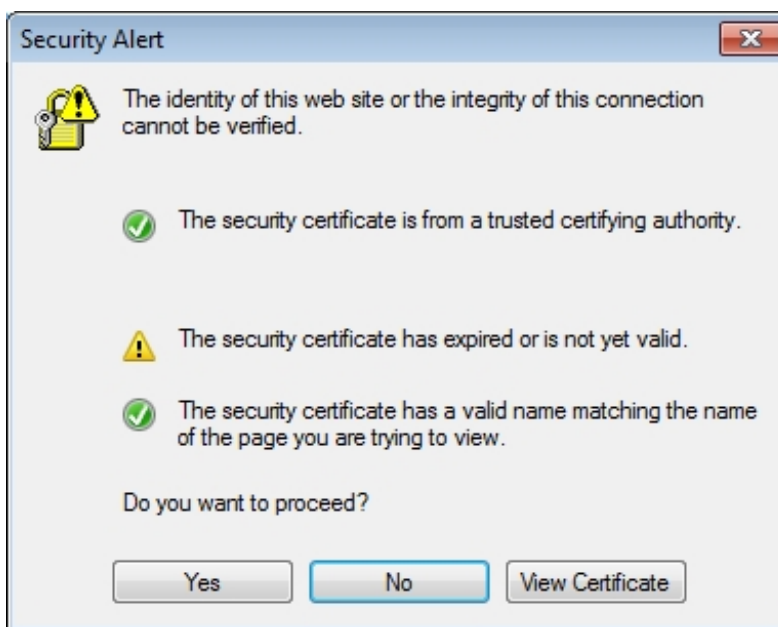 Security Alert
The identity of this web site or the integrity of this connection
cannot be verified.
The security certificate is from a trusted certifying authority.
The security certificate has expired or is not yet valid.
The security certificate has a valid name matching the name
of the page you are trying to view.
Do you want to proceed?
Yes No View Certificate